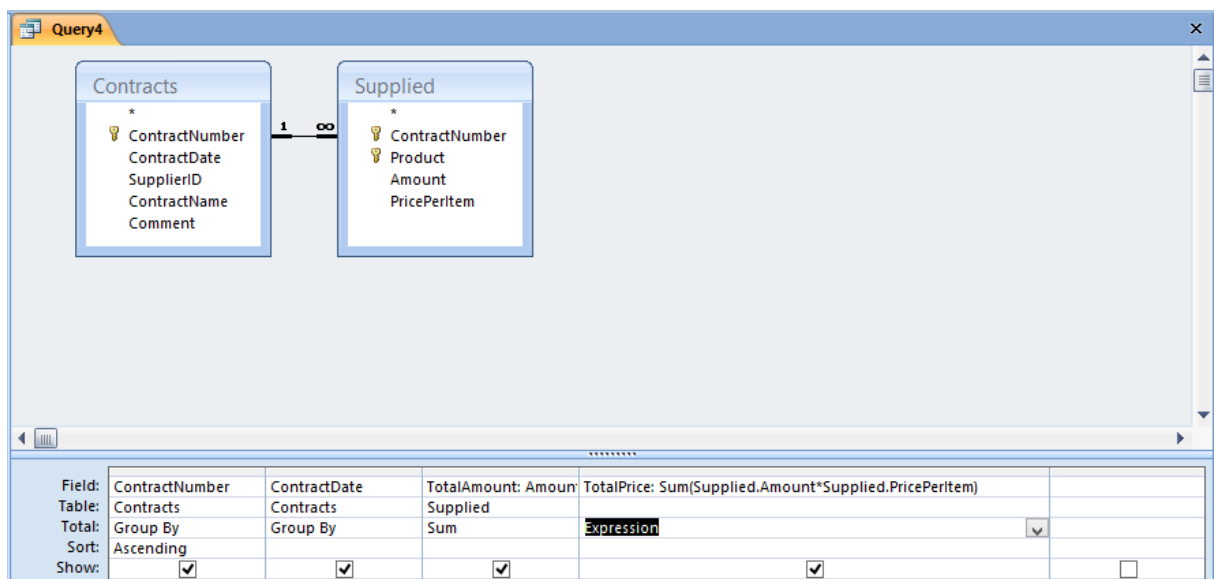 Query4
Contracts
*
ContractNumber
ContractDate
SupplierID
ContractName
Comment
1 ∞
Supplied
*
ContractNumber
Product
Amount
PricePerItem
Field: ContractNumber ContractDate TotalAmount: Amoun TotalPrice: Sum(Supplied.Amount*Supplied.PricePerItem)
Table: Contracts Contracts Supplied
Total: Group By Group By Sum Expression
Sort: Ascending
Show: